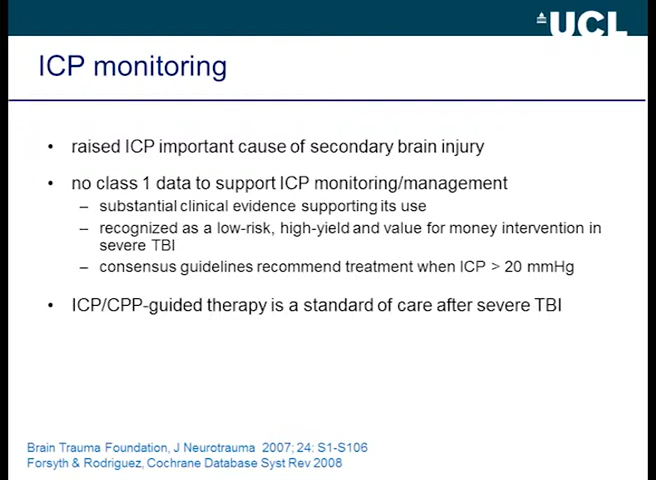 UCL
ICP monitoring
• raised ICP important cause of secondary brain injury
• no class 1 data to support ICP monitoring/management
– substantial clinical evidence supporting its use
– recognized as a low-risk, high-yield and value for money intervention in
severe TBI
– consensus guidelines recommend treatment when ICP > 20 mmHg
• ICP/CPP-guided therapy is a standard of care after severe TBI
Brain Trauma Foundation, J Neurotrauma 2007; 24: S1-S106
Forsyth & Rodriguez, Cochrane Database Syst Rev 2008